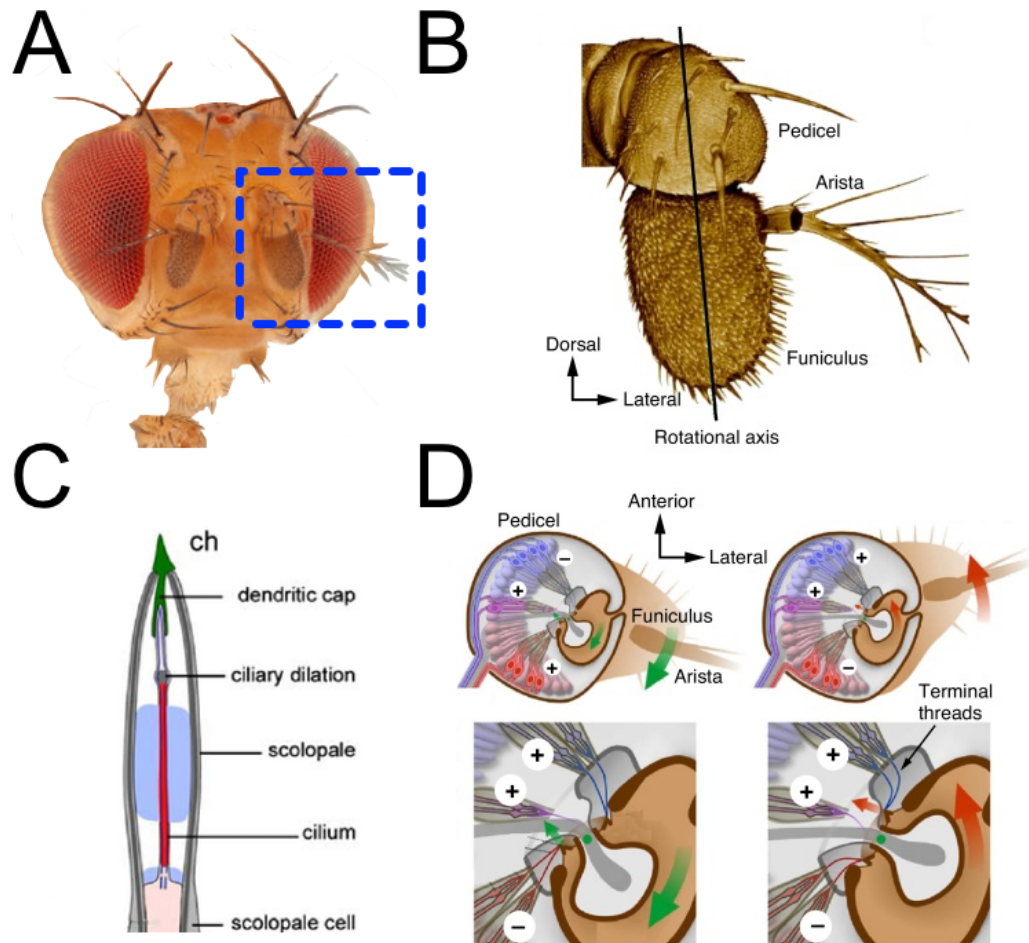 A
B
Pedicel
Arista
Dorsal
Lateral
Funiculus
Rotational axis
C
ch
dendritic cap
ciliary dilation
scolopale
cilium
scolopale cell
D
Pedicel
Anterior
Lateral
−
+
+
Funiculus
Arista
+
+
−
Terminal
threads
+
+
−
+
+
−